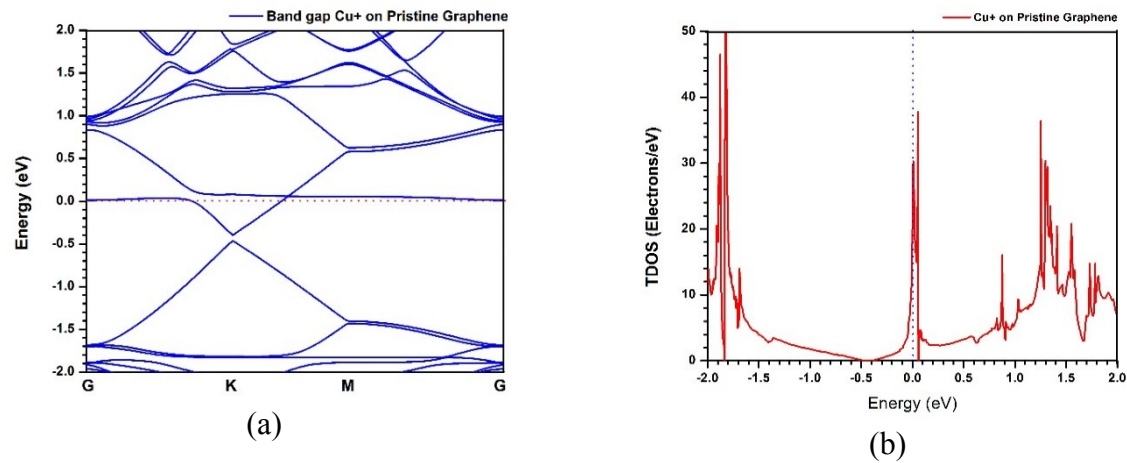 Band gap Cu+ on Pristine Graphene
2.0
1.5
1.0
0.5
0.0
-0.5
-1.0
-1.5
-2.0
Energy (eV)
G K M G
(a)
Cu+ on Pristine Graphene
50
40
30
20
10
0
TDOS (Electrons/eV)
-2.0 -1.5 -1.0 -0.5 0.0 0.5 1.0 1.5 2.0
Energy (eV)
(b)